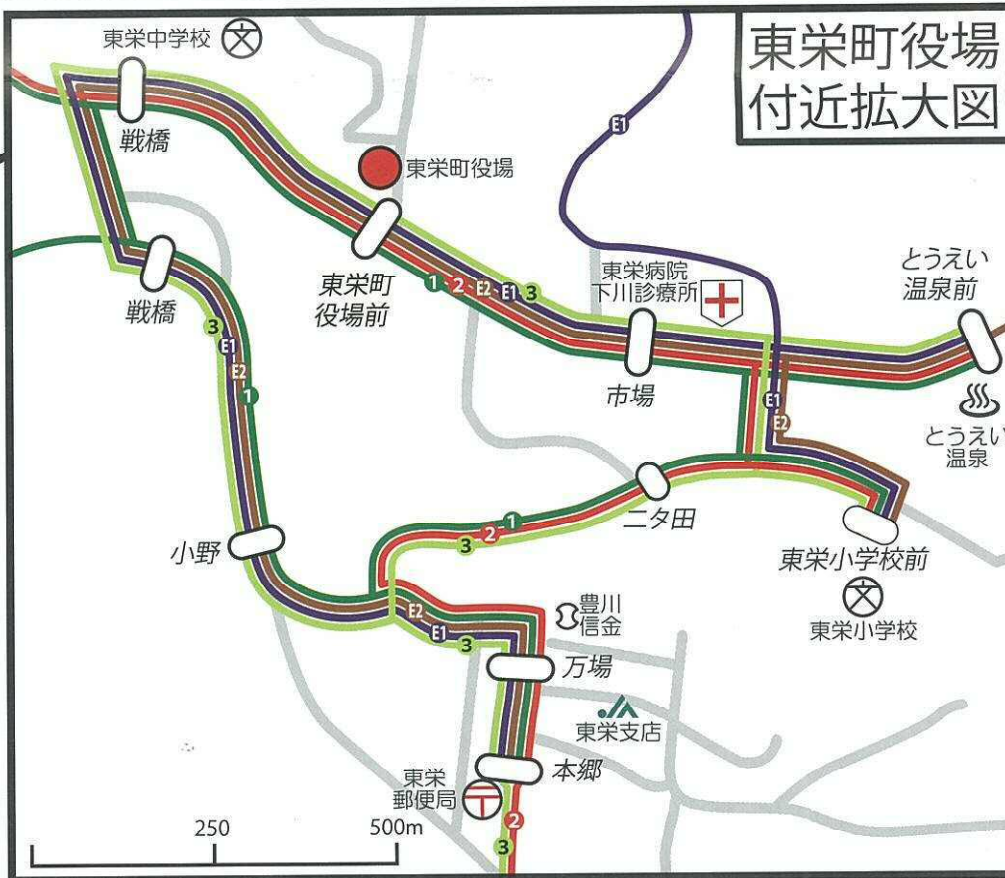 東栄町役場
付近拡大図
東栄中学校
文
戦橋
E1
東栄町役場
東栄町
役場前
1 2 E2 E1 3
東栄病院
下川診療所
とうえい
温泉前
戦橋
市場
とうえい
温泉
3
E1
E2
1
E1
E2
小野
二タ田
3 2 1
東栄小学校前
文
東栄小学校
E2
E1
3
豊川
信金
万場
JA
東栄支店
本郷
東栄
郵便局
2
3
250
500m